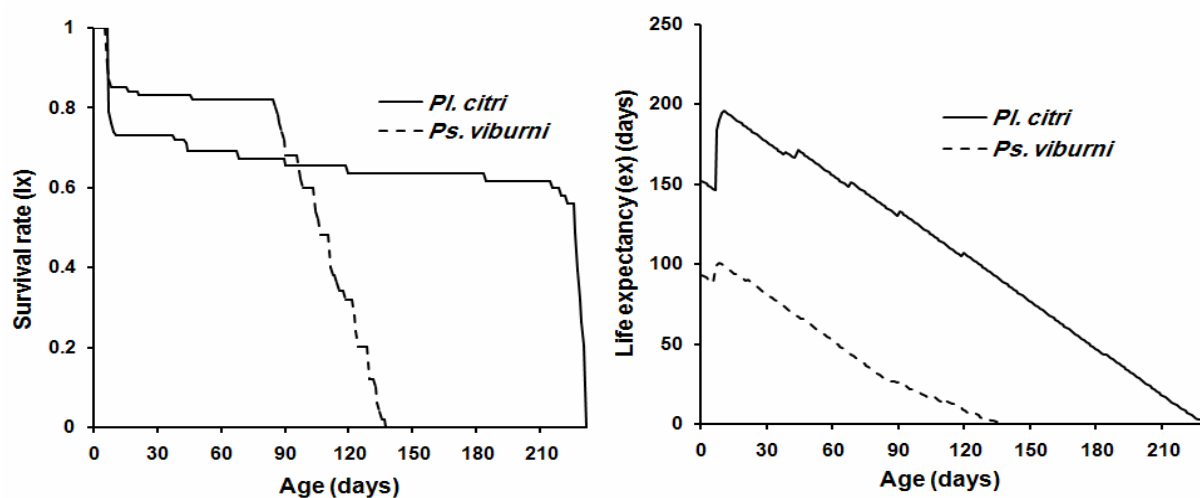 Survival rate (lx)
1
0.8
0.6
0.4
0.2
0
0 30 60 90 120 150 180 210
Age (days)
Pl. citri
Ps. viburni
Life expectancy (ex) (days)
250
200
150
100
50
0
0 30 60 90 120 150 180 210
Age (days)
Pl. citri
Ps. viburni